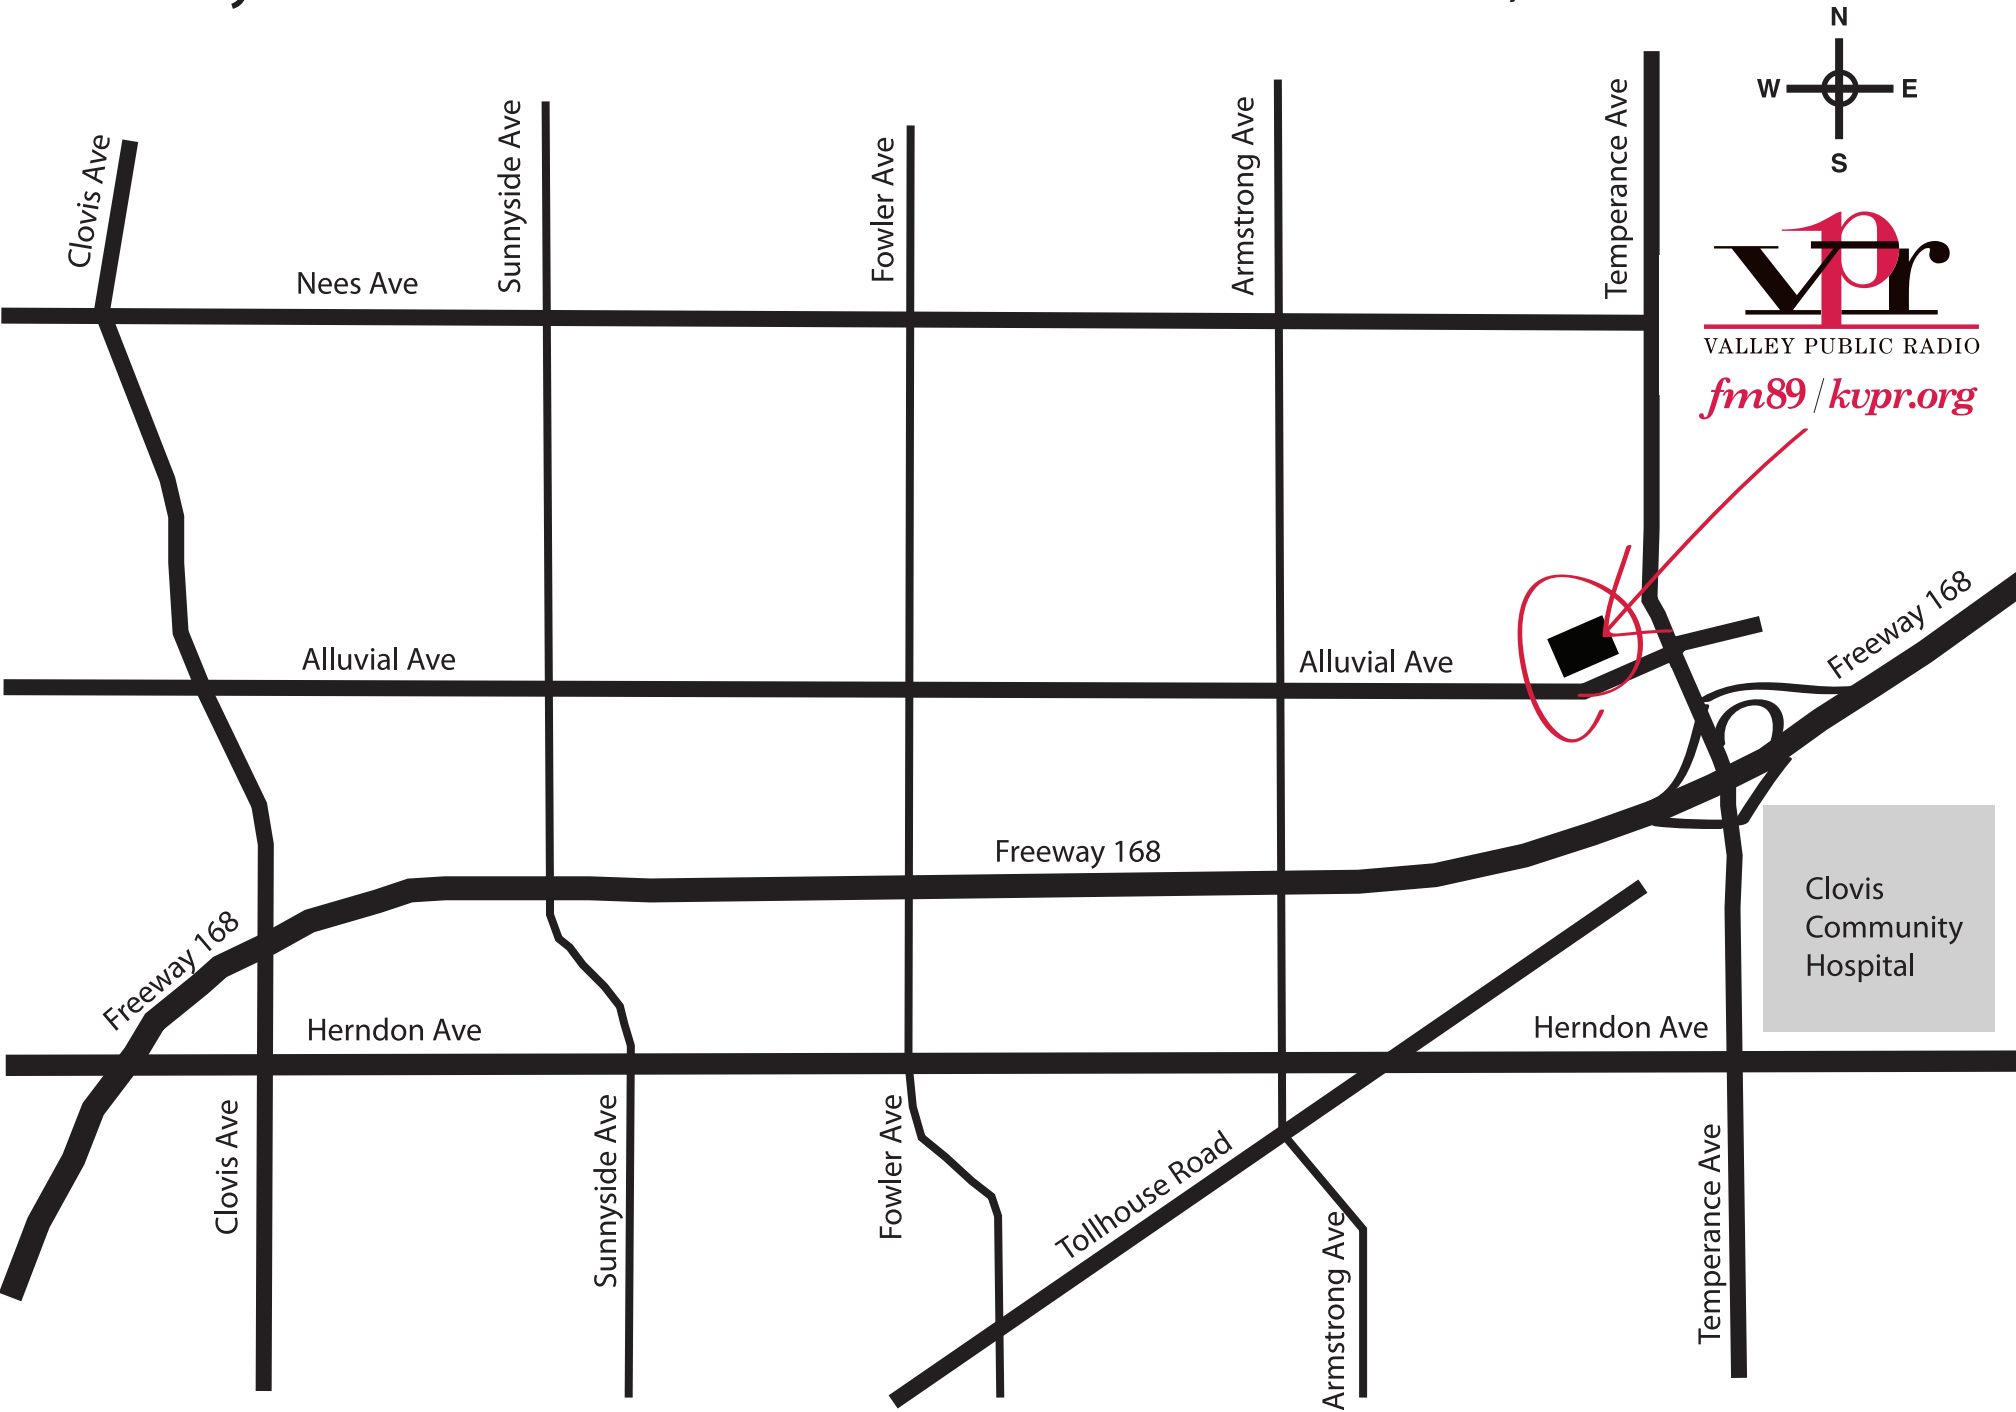 N
W
E
S
Clovis Ave
Sunnyside Ave
Fowler Ave
Armstrong Ave
Temperance Ave
Nees Ave
vpr
VALLEY PUBLIC RADIO
fm89 / kvpr.org
Alluvial Ave
Alluvial Ave
Freeway 168
Freeway 168
Freeway 168
Clovis
Community
Hospital
Herndon Ave
Herndon Ave
Clovis Ave
Sunnyside Ave
Fowler Ave
Tollhouse Road
Armstrong Ave
Temperance Ave